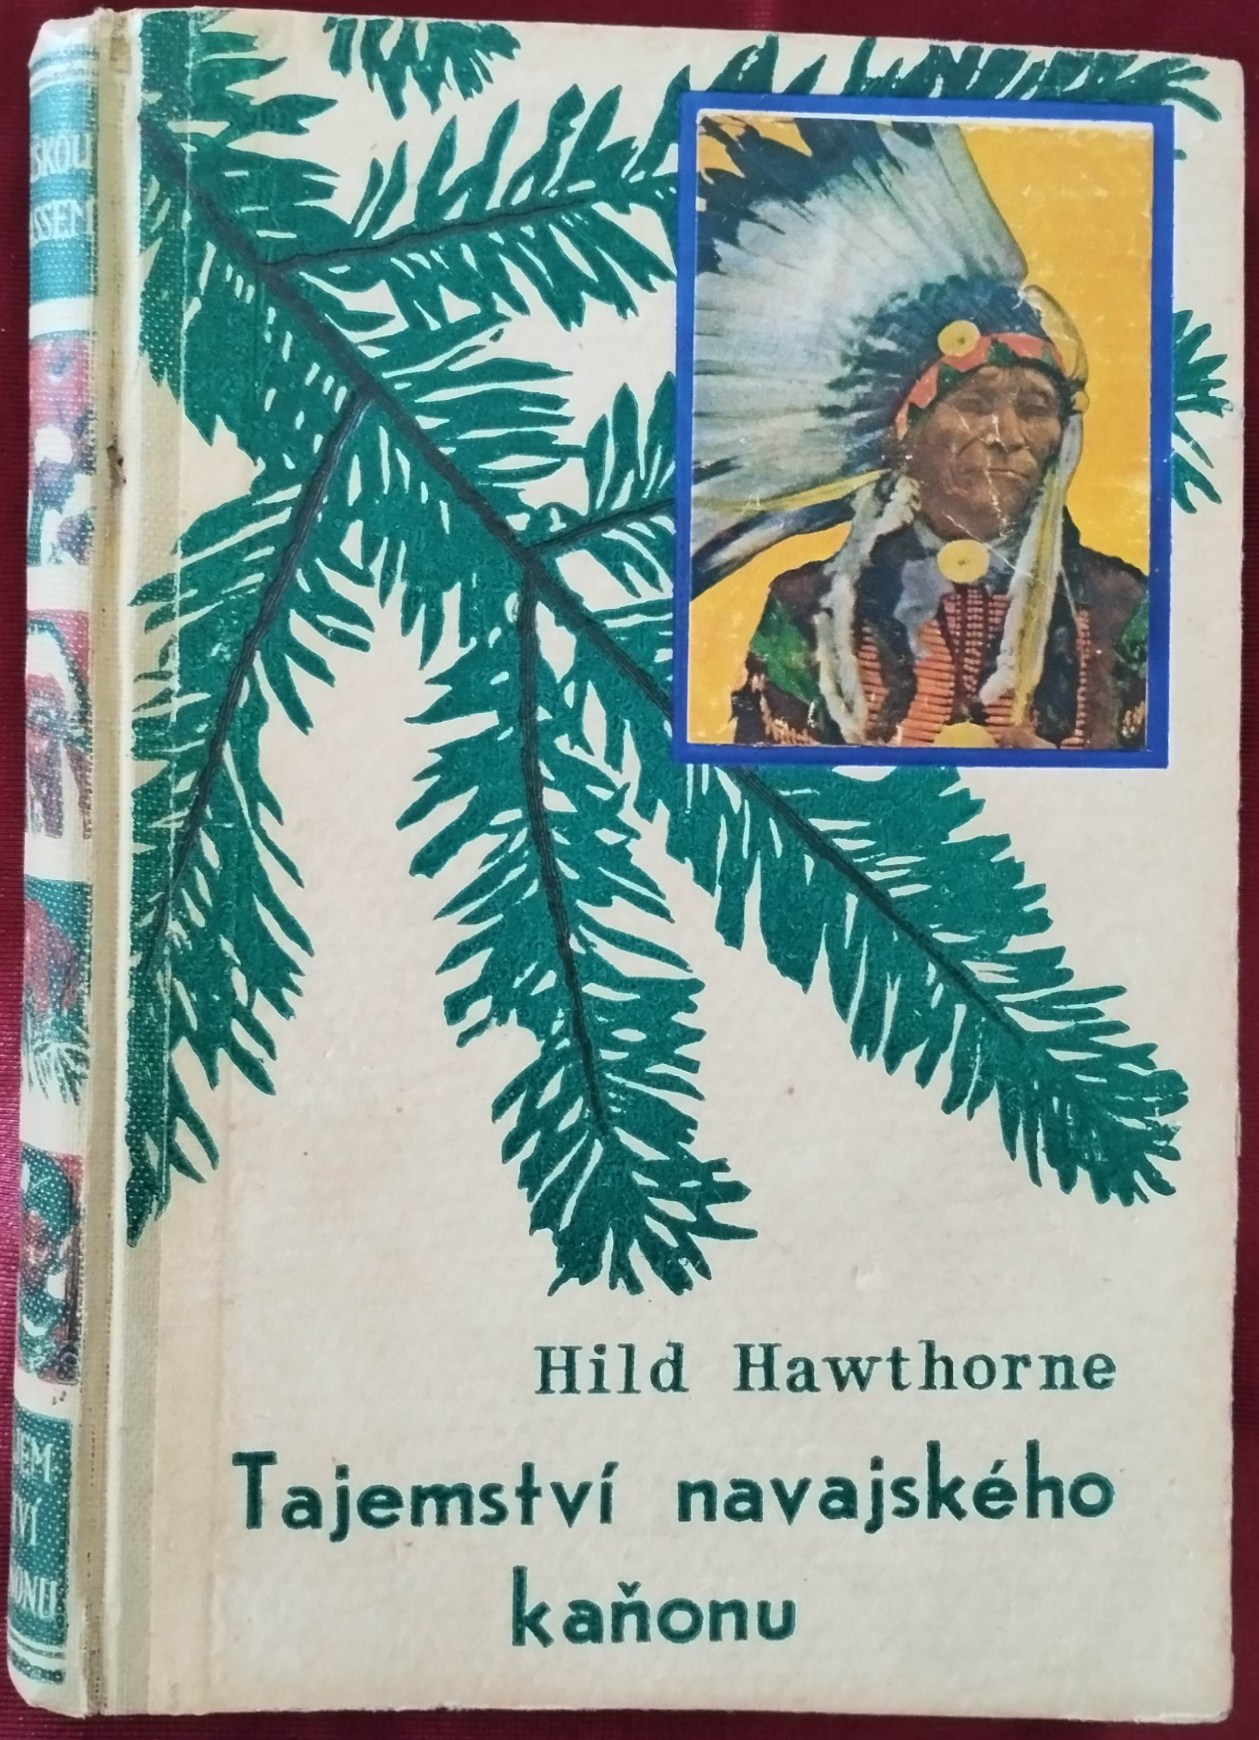 Hild Hawthorne
Tajemství navajského
kaňonu